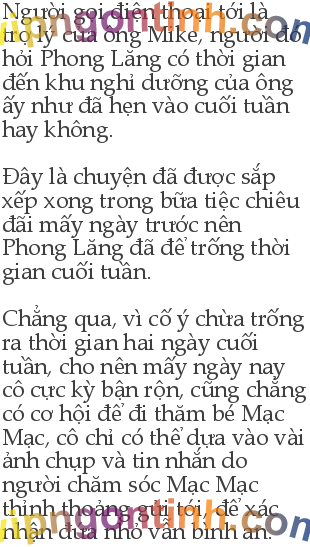 Người gọi điện thoại tới là
trợ lý của ông Mike, người đó
hỏi Phong Lăng có thời gian
đến khu nghỉ dưỡng của ông
ấy như đã hẹn vào cuối tuần
hay không.
Đây là chuyện đã được sắp
xếp xong trong bữa tiệc chiêu
đãi mấy ngày trước nên
Phong Lăng đã để trống thời
gian cuối tuần.
Chẳng qua, vì cố ý chừa trống
ra thời gian hai ngày cuối
tuần, cho nên mấy ngày nay
cô cực kỳ bận rộn, cũng chẳng
có cơ hội để đi thăm bé Mạc
Mạc, cô chỉ có thể dựa vào vài
ảnh chụp và tin nhắn do
người chăm sóc Mạc Mạc
thỉnh thoảng gửi tới, để xác
nhận đứa nhỏ vẫn bình an.
vipngontinh.com
vipngontinh.com